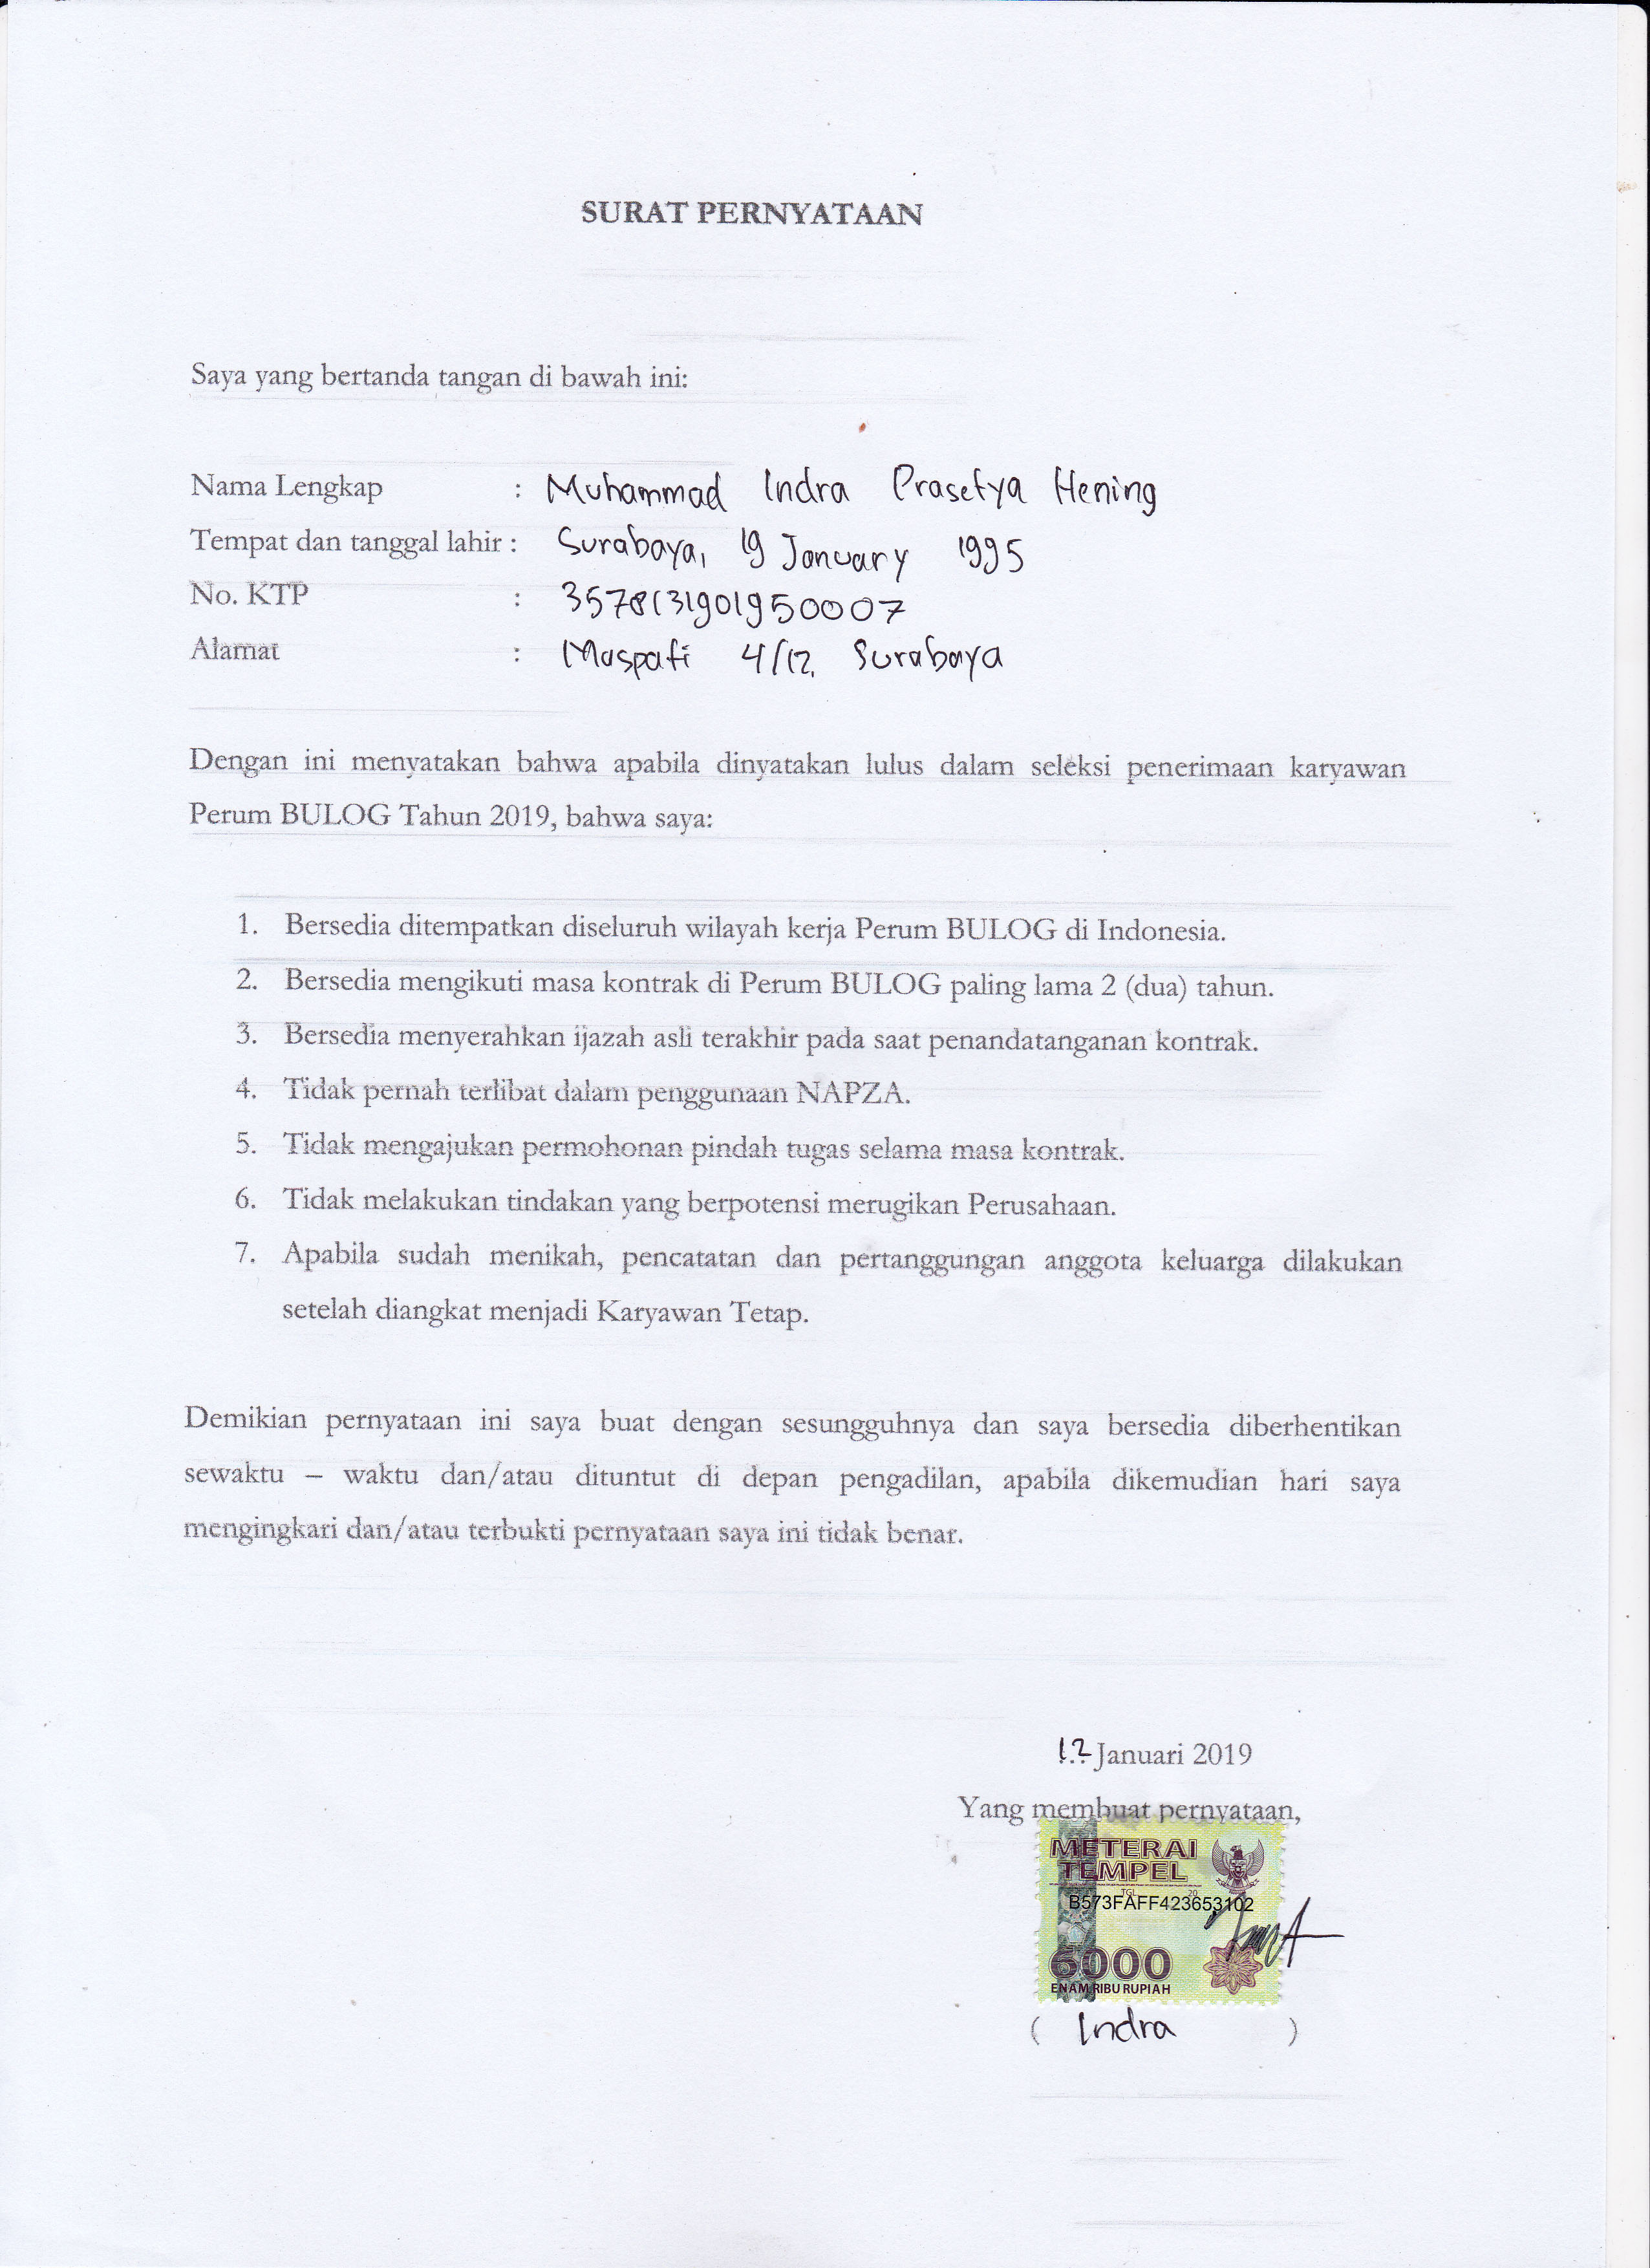 SURAT PERNYATAAN
Saya yang bertanda tangan di bawah ini:
Nama Lengkap : Muhammad Indra Prasetya Hening
Tempat dan tanggal lahir : Surabaya, 19 January 1995
No. KTP : 3578131901950007
Alamat : Maspati 4/12 Surabaya
Dengan ini menyatakan bahwa apabila dinyatakan lulus dalam seleksi penerimaan karyawan
Perum BULOG Tahun 2019, bahwa saya:
1. Bersedia ditempatkan diseluruh wilayah kerja Perum BULOG di Indonesia.
2. Bersedia mengikuti masa kontrak di Perum BULOG paling lama 2 (dua) tahun.
3. Bersedia menyerahkan ijazah asli terakhir pada saat penandatanganan kontrak.
4. Tidak pernah terlibat dalam penggunaan NAPZA.
5. Tidak mengajukan permohonan pindah tugas selama masa kontrak.
6. Tidak melakukan tindakan yang berpotensi merugikan Perusahaan.
7. Apabila sudah menikah, pencatatan dan pertanggungan anggota keluarga dilakukan
setelah diangkat menjadi Karyawan Tetap.
Demikian pernyataan ini saya buat dengan sesungguhnya dan saya bersedia diberhentikan
sewaktu – waktu dan/atau dituntut di depan pengadilan, apabila dikemudian hari saya
mengingkari dan/atau terbukti pernyataan saya ini tidak benar.
12 Januari 2019
Yang membuat pernyataan,
METERAI
TEMPEL
TGL 20
B573FAFF423653102
6000
ENAM RIBU RUPIAH
( Indra )